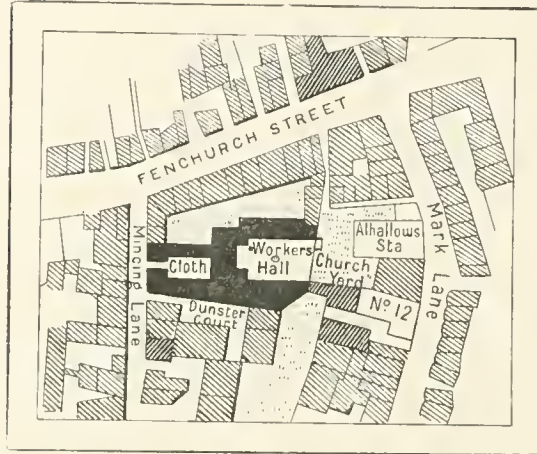 FENCHURCH STREET
Mincing Lane
Cloth
Workers
Hall
Dunster
Court
Church
Yard
Alhallows
Sta
Nº 12
Mark Lane